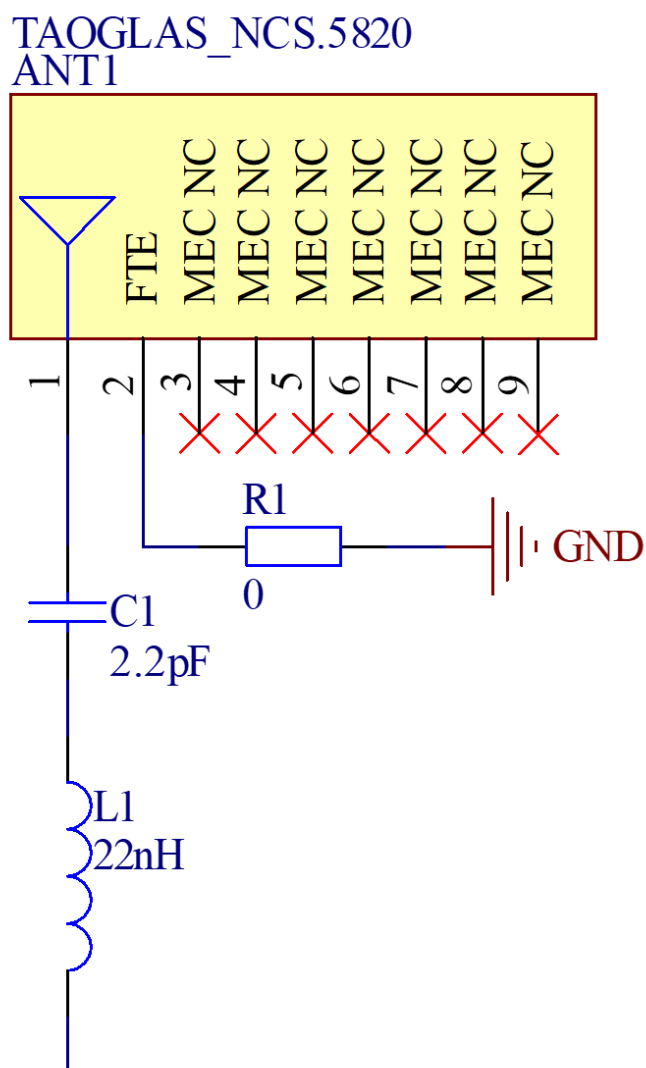 TAOGLAS_NCS.5820
ANT1
FTE
MEC NC
MEC NC
MEC NC
MEC NC
MEC NC
MEC NC
MEC NC
1
2
3
4
5
6
7
8
9
R1
GND
0
C1
2.2pF
L1
22nH